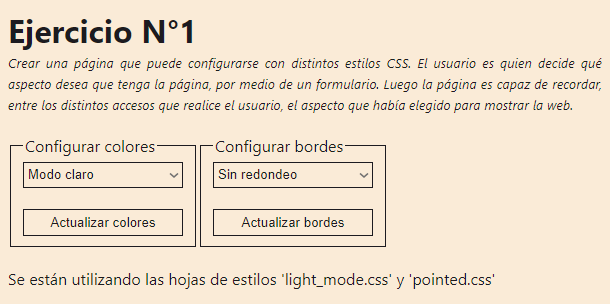 Ejercicio N°1
Crear una página que puede configurarse con distintos estilos CSS. El usuario es quien decide qué
aspecto desea que tenga la página, por medio de un formulario. Luego la página es capaz de recordar,
entre los distintos accesos que realice el usuario, el aspecto que había elegido para mostrar la web.
Configurar colores
Configurar bordes
Modo claro
Sin redondeo
Actualizar colores
Actualizar bordes
Se están utilizando las hojas de estilos 'light_mode.css' y 'pointed.css'